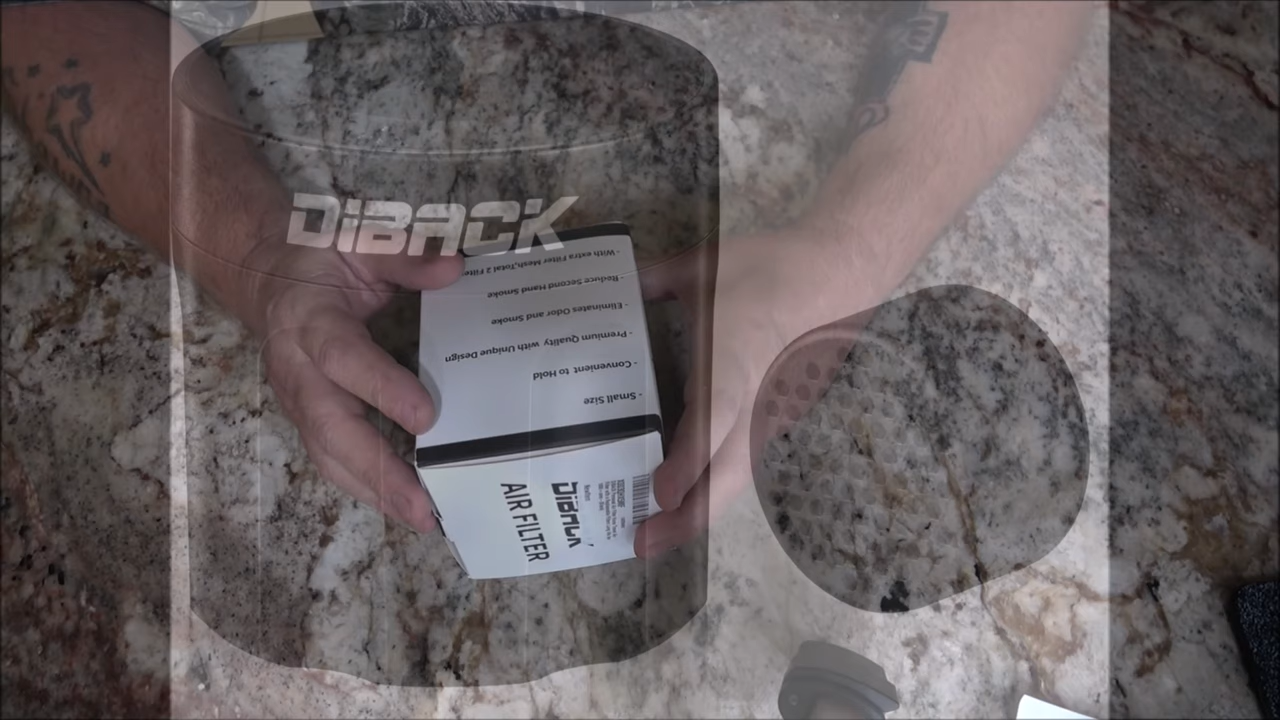 DiBACK
- With extra Filter Mesh,Total 2 Filte
- Reduce Second Hand Smoke
- Eliminates Odor and Smoke
- Premium Quality with Unique Design
- Convenient to Hold
- Small Size
AIR FILTER
DiBACK